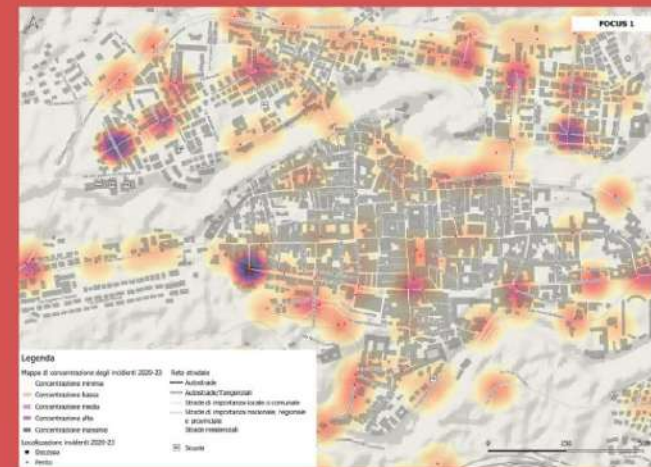 FOCUS 1
Legenda
Mappa di concentrazione degli incidenti 2020-23
Concentrazione minima
Concentrazione bassa
Concentrazione media
Concentrazione alta
Concentrazione massima
Localizzazione incidenti 2020-23
Decesso
Ferito
Rete stradale
Autostrade
Autostrade/Tangenziali
Strade di importanza locale o comunale
Strade di importanza nazionale, regionale
e provinciale
Strade residenziali
Scuole
0
250